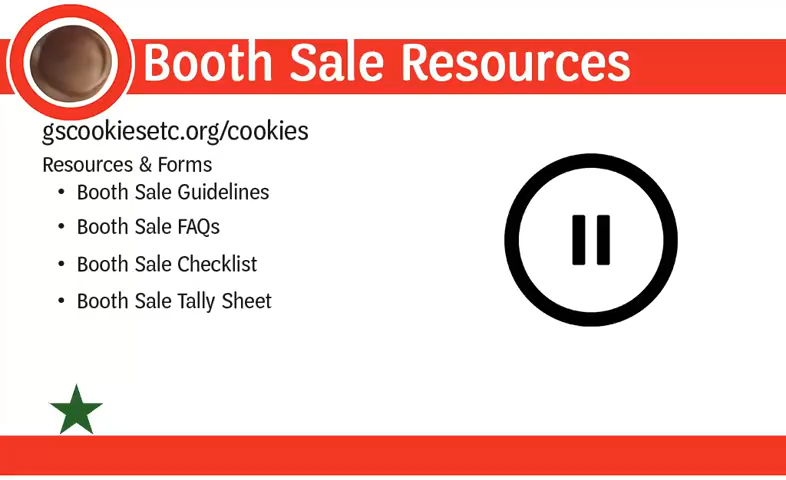 Booth Sale Resources
gscookiesetc.org/cookies
Resources & Forms
• Booth Sale Guidelines
• Booth Sale FAQs
• Booth Sale Checklist
• Booth Sale Tally Sheet